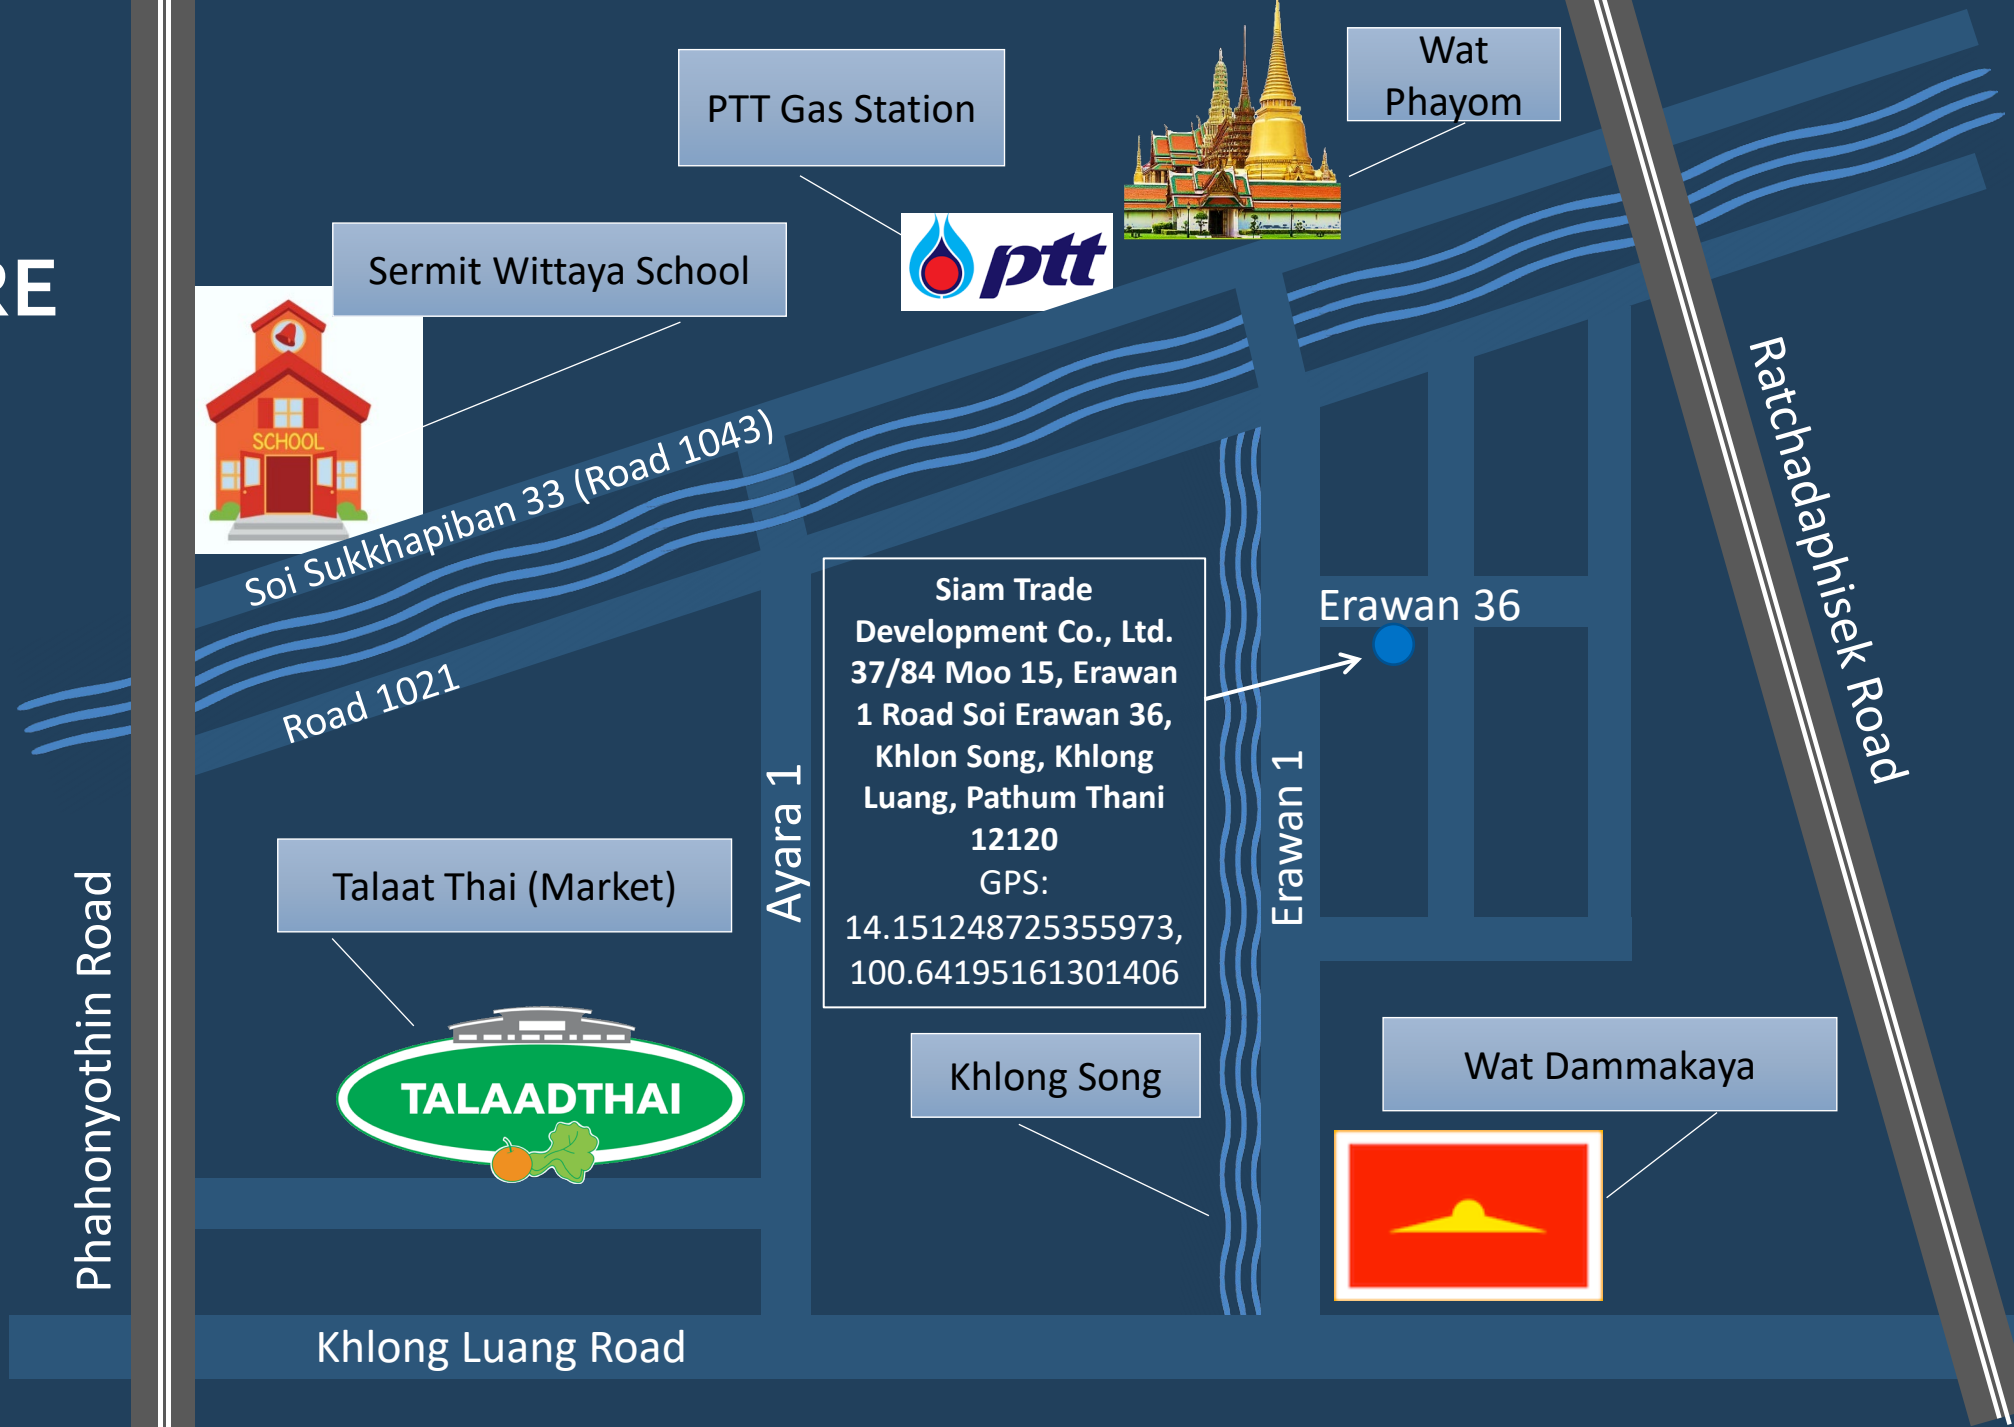 Wat
Phayom
PTT Gas Station
ptt
Sermit Wittaya School
RE
SCHOOL
Soi Sukkhapiban 33 (Road 1043)
Road 1021
Ratchadaphisek Road
Erawan 36
Siam Trade
Development Co., Ltd.
37/84 Moo 15, Erawan
1 Road Soi Erawan 36,
Khlon Song, Khlong
Luang, Pathum Thani
12120
GPS:
14.151248725355973,
100.64195161301406
Ayara 1
Erawan 1
Talaat Thai (Market)
Phahonyothin Road
TALAADTHAI
Khlong Song
Wat Dammakaya
Khlong Luang Road